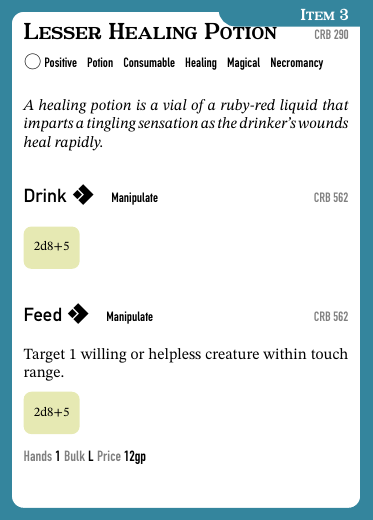 ITEM 3
LESSER HEALING POTION CRB 290
Positive Potion Consumable Healing Magical Necromancy
A healing potion is a vial of a ruby-red liquid that
imparts a tingling sensation as the drinker's wounds
heal rapidly.
Drink Manipulate CRB 562
2d8+5
Feed Manipulate CRB 562
Target 1 willing or helpless creature within touch
range.
2d8+5
Hands 1 Bulk L Price 12gp